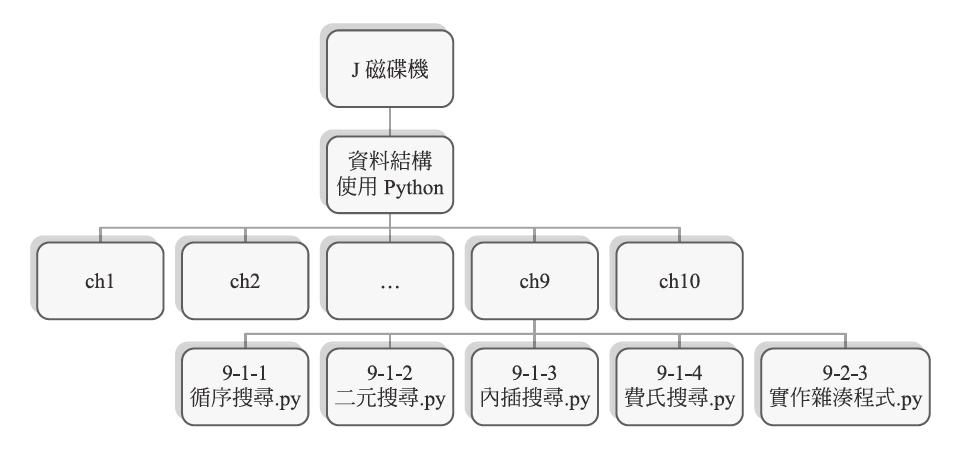 J 磁碟機
資料結構
使用 Python
ch1
ch2
…
ch9
ch10
9-1-1
循序搜尋.py
9-1-2
二元搜尋.py
9-1-3
內插搜尋.py
9-1-4
費氏搜尋.py
9-2-3
實作雜湊程式.py